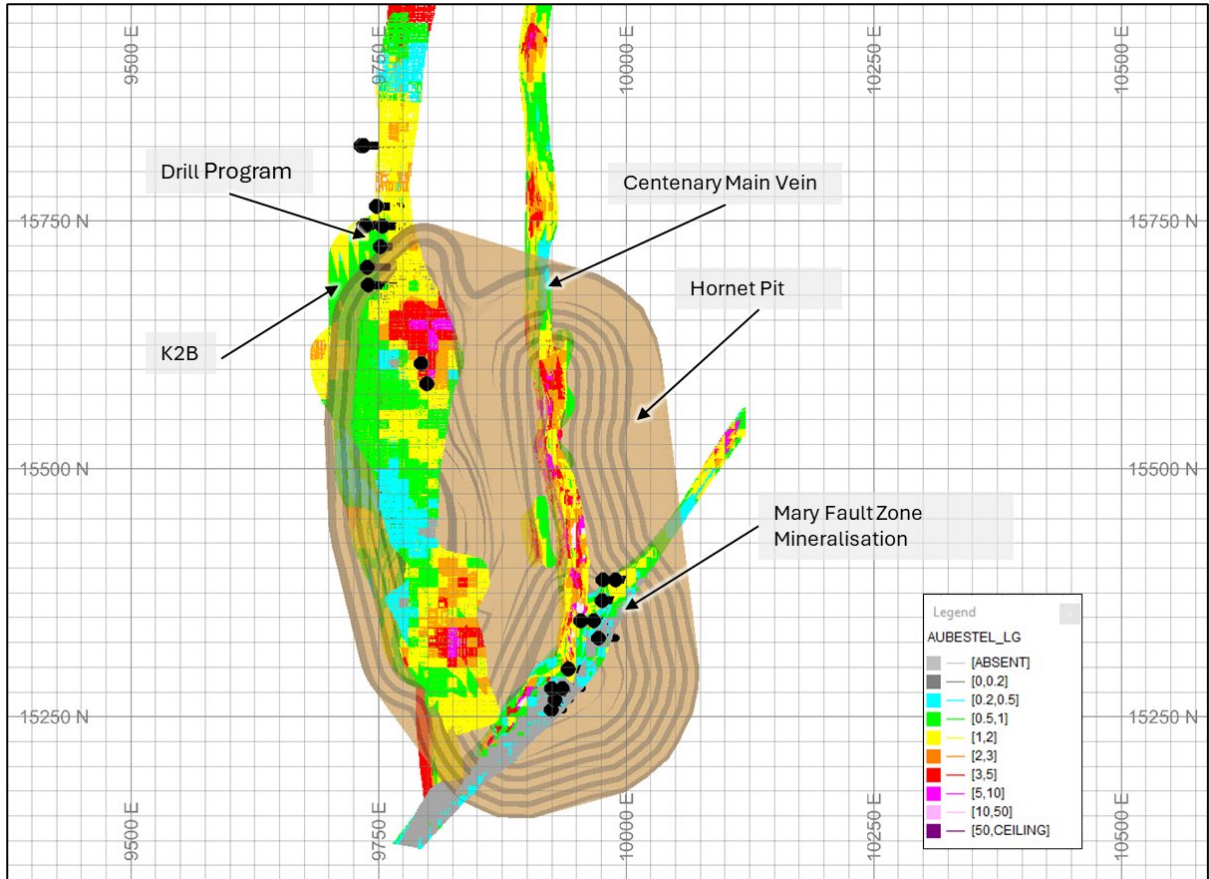 9500 E
9750 E
10000 E
10250 E
10500 E
Drill Program
Centenary Main Vein
15750 N
15750 N
Hornet Pit
K2B
15500 N
15500 N
Mary Fault Zone
Mineralisation
Legend
AUBESTEL_LG
[ABSENT]
[0,0.2]
[0.2,0.5]
[0.5,1]
[1,2]
[2,3]
[3,5]
[5,10]
[10,50]
[50,CEILING]
15250 N
15250 N
9500 E
9750 E
10000 E
10250 E
10500 E